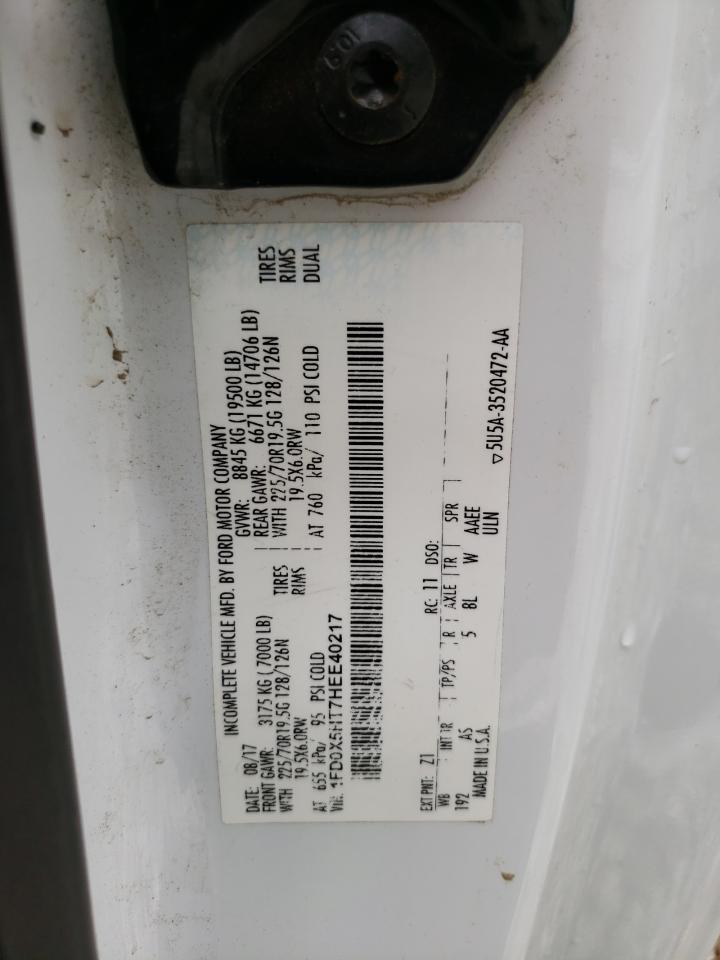 10.9
INCOMPLETE VEHICLE MFD. BY FORD MOTOR COMPANY
DATE: 08/17 GVWR: 8845 KG (19500 LB)
FRONT GAWR: 3175 KG ( 7000 LB) REAR GAWR: 6671 KG (14706 LB)
WITH 225/70R19.5G 128/126N TIRES WITH 225/70R19.5G 128/126N TIRES
19.5X6.0RW RIMS 19.5X6.0RW RIMS
AT 655 kPa/ 95 PSI COLD AT 760 kPa/ 110 PSI COLD DUAL
VIN: 1FD0X5HT7HEE40217
EXT PNT: Z1 RC: 11 DSO:
WB INT TR TP/PS R AXLE TR SPR
192 AS 5 8L W AAEE
MADE IN U.S.A. ULN
▽5U5A-3520472-AA